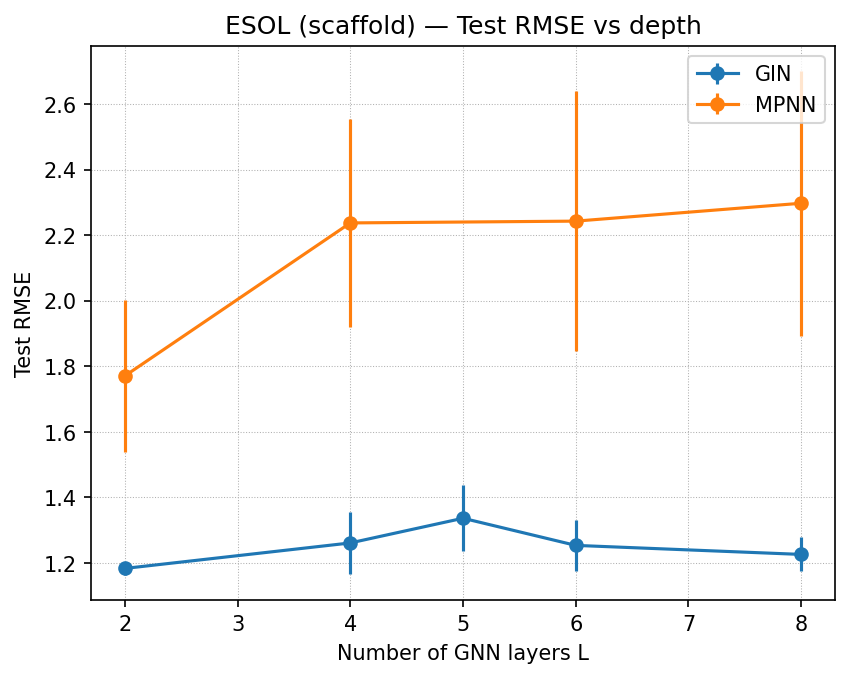 ESOL (scaffold) — Test RMSE vs depth
GIN
MPNN
2.6
2.4
2.2
2.0
1.8
1.6
1.4
1.2
Test RMSE
2 3 4 5 6 7 8
Number of GNN layers L